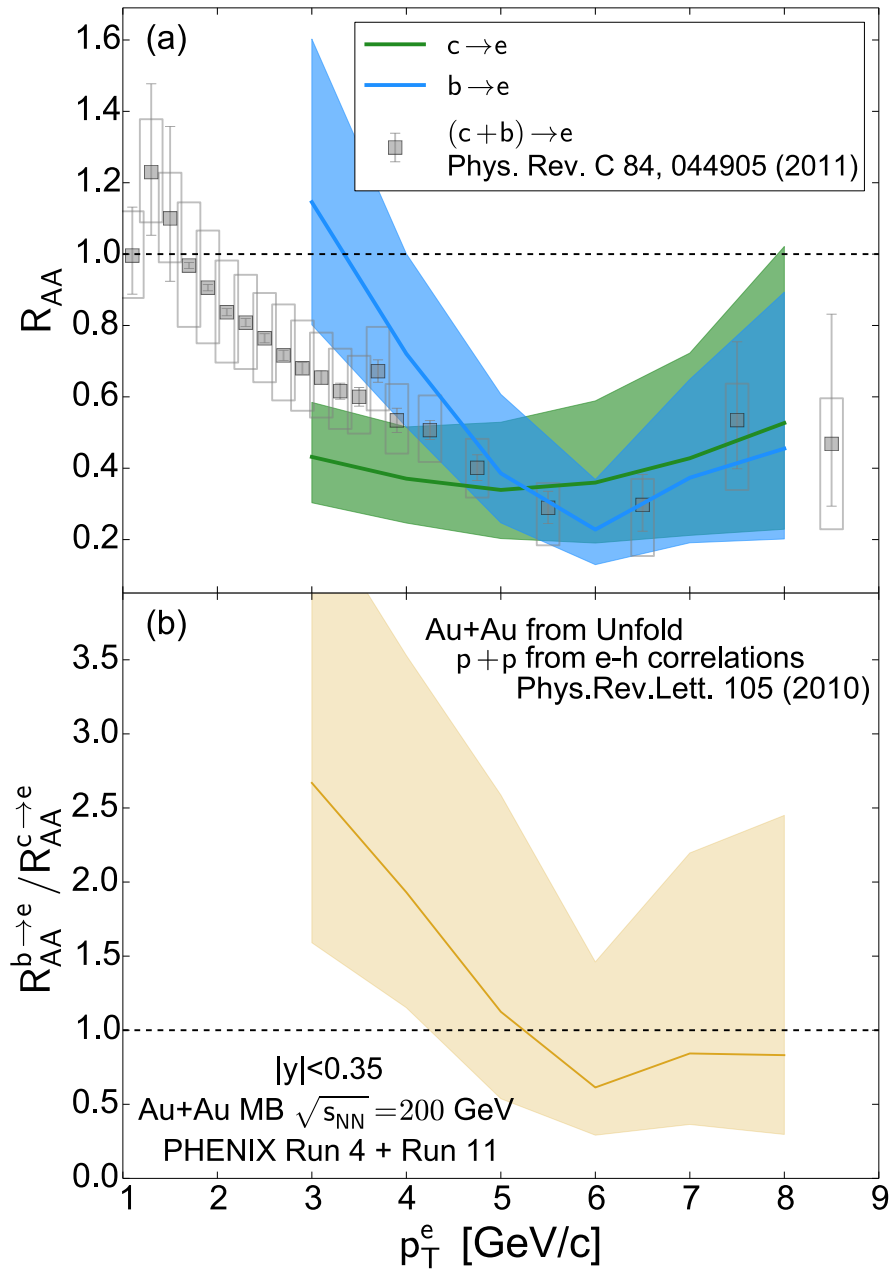 (a)
c→e
b→e
(c+b)→e
Phys. Rev. C 84, 044905 (2011)
1.6
1.4
1.2
1.0
0.8
0.6
0.4
0.2
R_AA
(b)
Au+Au from Unfold
p+p from e-h correlations
Phys.Rev.Lett. 105 (2010)
3.5
3.0
2.5
2.0
1.5
1.0
0.5
0.0
R_AA^{b→e}/R_AA^{c→e}
|y|<0.35
Au+Au MB √s_NN=200 GeV
PHENIX Run 4 + Run 11
1 2 3 4 5 6 7 8 9
p_T^e [GeV/c]